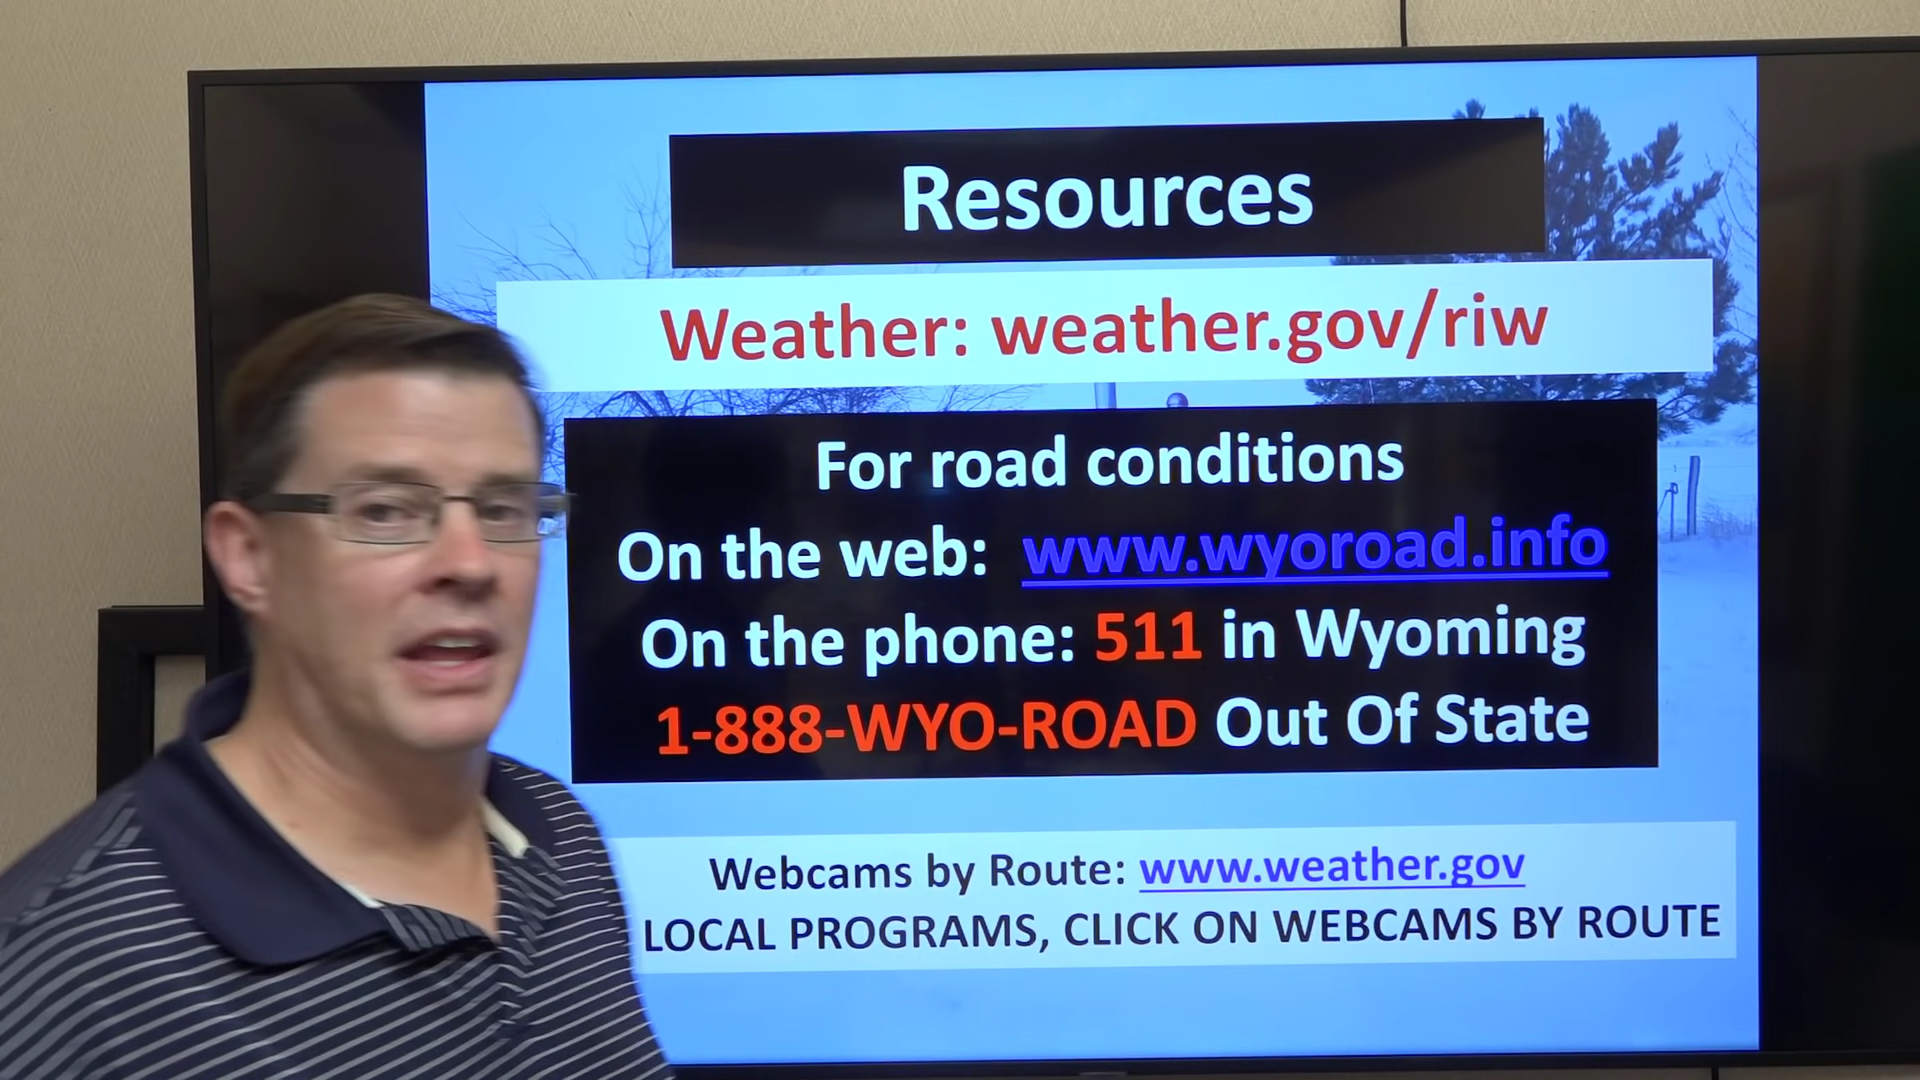 Resources
Weather: weather.gov/riw
For road conditions
On the web: www.wyoroad.info
On the phone: 511 in Wyoming
1-888-WYO-ROAD Out Of State
Webcams by Route: www.weather.gov
LOCAL PROGRAMS, CLICK ON WEBCAMS BY ROUTE